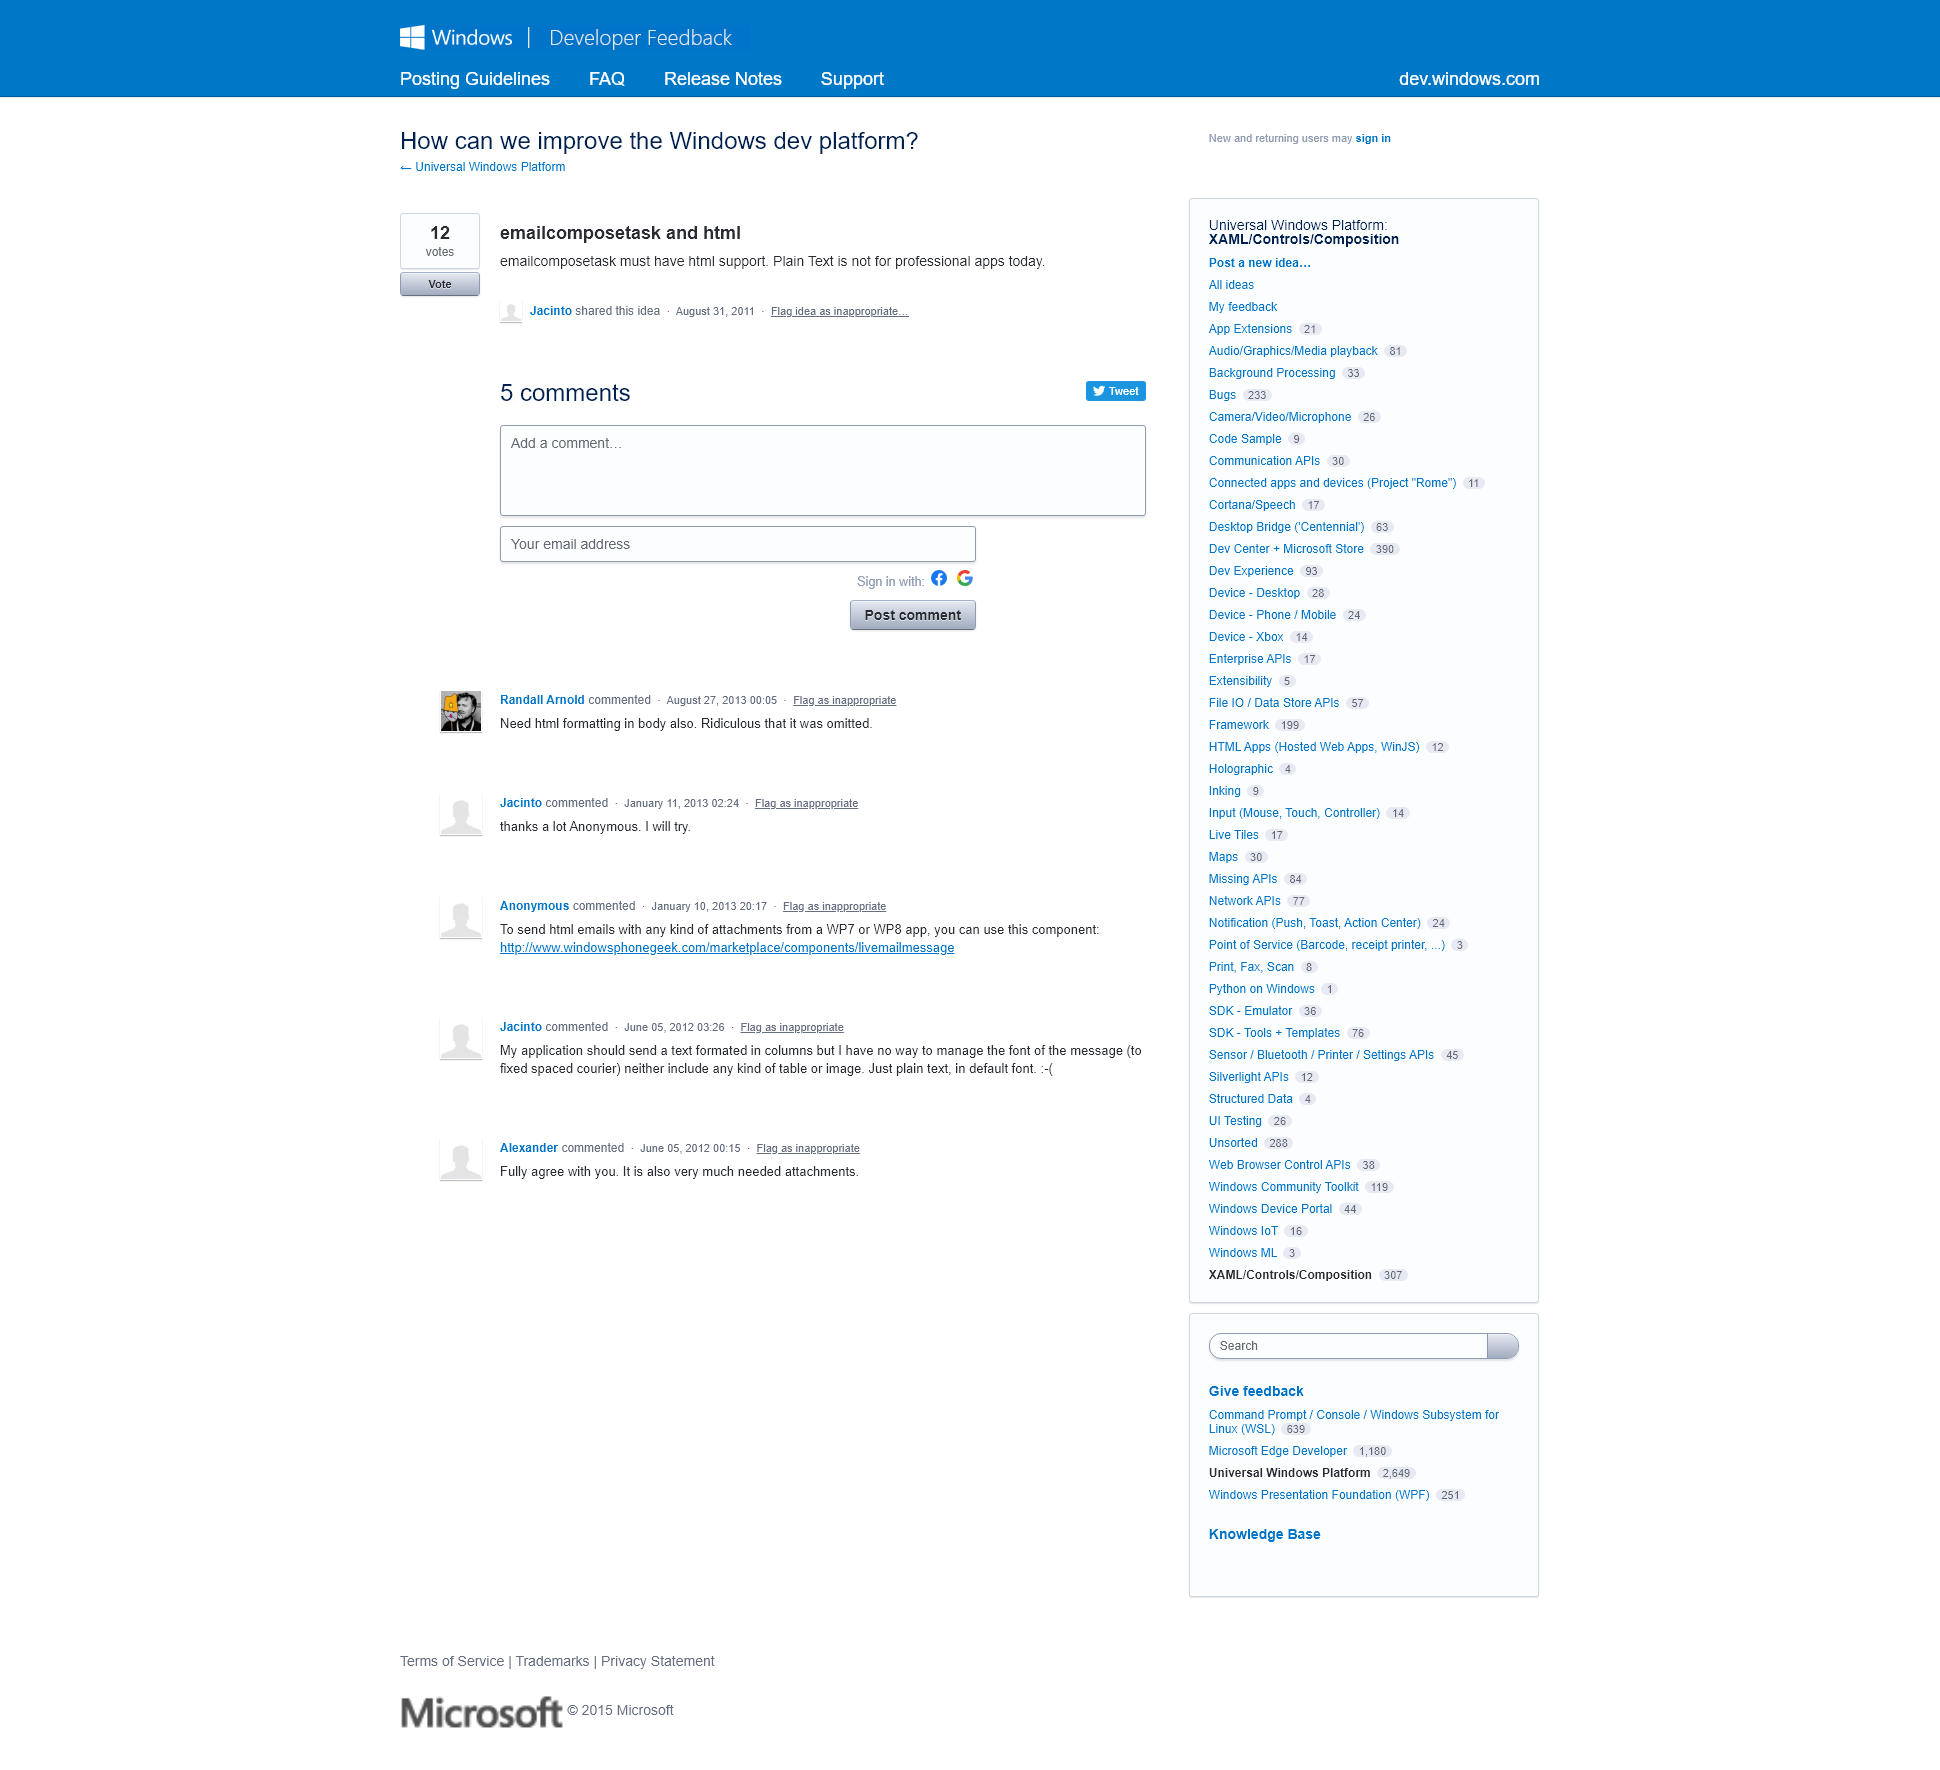 Windows | Developer Feedback
Posting Guidelines FAQ Release Notes Support dev.windows.com
How can we improve the Windows dev platform?
← Universal Windows Platform
New and returning users may sign in
12
votes
Vote
emailcomposetask and html
emailcomposetask must have html support. Plain Text is not for professional apps today.
Jacinto shared this idea · August 31, 2011 · Flag idea as inappropriate…
5 comments
Tweet
Add a comment…
Your email address
Sign in with:
Post comment
Randall Arnold commented · August 27, 2013 00:05 · Flag as inappropriate
Need html formatting in body also. Ridiculous that it was omitted.
Jacinto commented · January 11, 2013 02:24 · Flag as inappropriate
thanks a lot Anonymous. I will try.
Anonymous commented · January 10, 2013 20:17 · Flag as inappropriate
To send html emails with any kind of attachments from a WP7 or WP8 app, you can use this component:
http://www.windowsphonegeek.com/marketplace/components/livemailmessage
Jacinto commented · June 05, 2012 03:26 · Flag as inappropriate
My application should send a text formated in columns but I have no way to manage the font of the message (to
fixed spaced courier) neither include any kind of table or image. Just plain text, in default font. :-(
Alexander commented · June 05, 2012 00:15 · Flag as inappropriate
Fully agree with you. It is also very much needed attachments.
Universal Windows Platform:
XAML/Controls/Composition
Post a new idea…
All ideas
My feedback
App Extensions 21
Audio/Graphics/Media playback 81
Background Processing 33
Bugs 233
Camera/Video/Microphone 26
Code Sample 9
Communication APIs 30
Connected apps and devices (Project "Rome") 11
Cortana/Speech 17
Desktop Bridge ('Centennial') 63
Dev Center + Microsoft Store 390
Dev Experience 93
Device - Desktop 28
Device - Phone / Mobile 24
Device - Xbox 14
Enterprise APIs 17
Extensibility 5
File IO / Data Store APIs 57
Framework 199
HTML Apps (Hosted Web Apps, WinJS) 12
Holographic 4
Inking 9
Input (Mouse, Touch, Controller) 14
Live Tiles 17
Maps 30
Missing APIs 84
Network APIs 77
Notification (Push, Toast, Action Center) 24
Point of Service (Barcode, receipt printer, ...) 3
Print, Fax, Scan 8
Python on Windows 1
SDK - Emulator 36
SDK - Tools + Templates 76
Sensor / Bluetooth / Printer / Settings APIs 45
Silverlight APIs 12
Structured Data 4
UI Testing 26
Unsorted 288
Web Browser Control APIs 38
Windows Community Toolkit 119
Windows Device Portal 44
Windows IoT 16
Windows ML 3
XAML/Controls/Composition 307
Search
Give feedback
Command Prompt / Console / Windows Subsystem for
Linux (WSL) 639
Microsoft Edge Developer 1,180
Universal Windows Platform 2,649
Windows Presentation Foundation (WPF) 251
Knowledge Base
Terms of Service | Trademarks | Privacy Statement
Microsoft © 2015 Microsoft